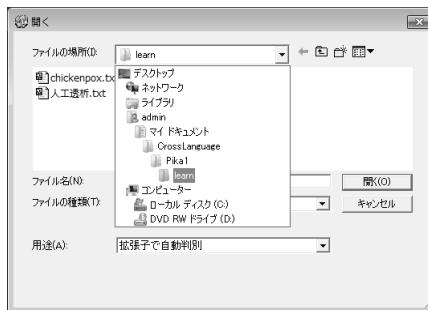 開く
ファイルの場所(I):
learn
chickenpox.tx
人工透析.txt
デスクトップ
ネットワーク
ライブラリ
admin
マイ ドキュメント
CrossLanguage
Pika1
learn
コンピューター
ローカル ディスク (C:)
DVD RW ドライブ (D:)
ファイル名(N):
開く(O)
ファイルの種類(T):
キャンセル
用途(A):
拡張子で自動判別